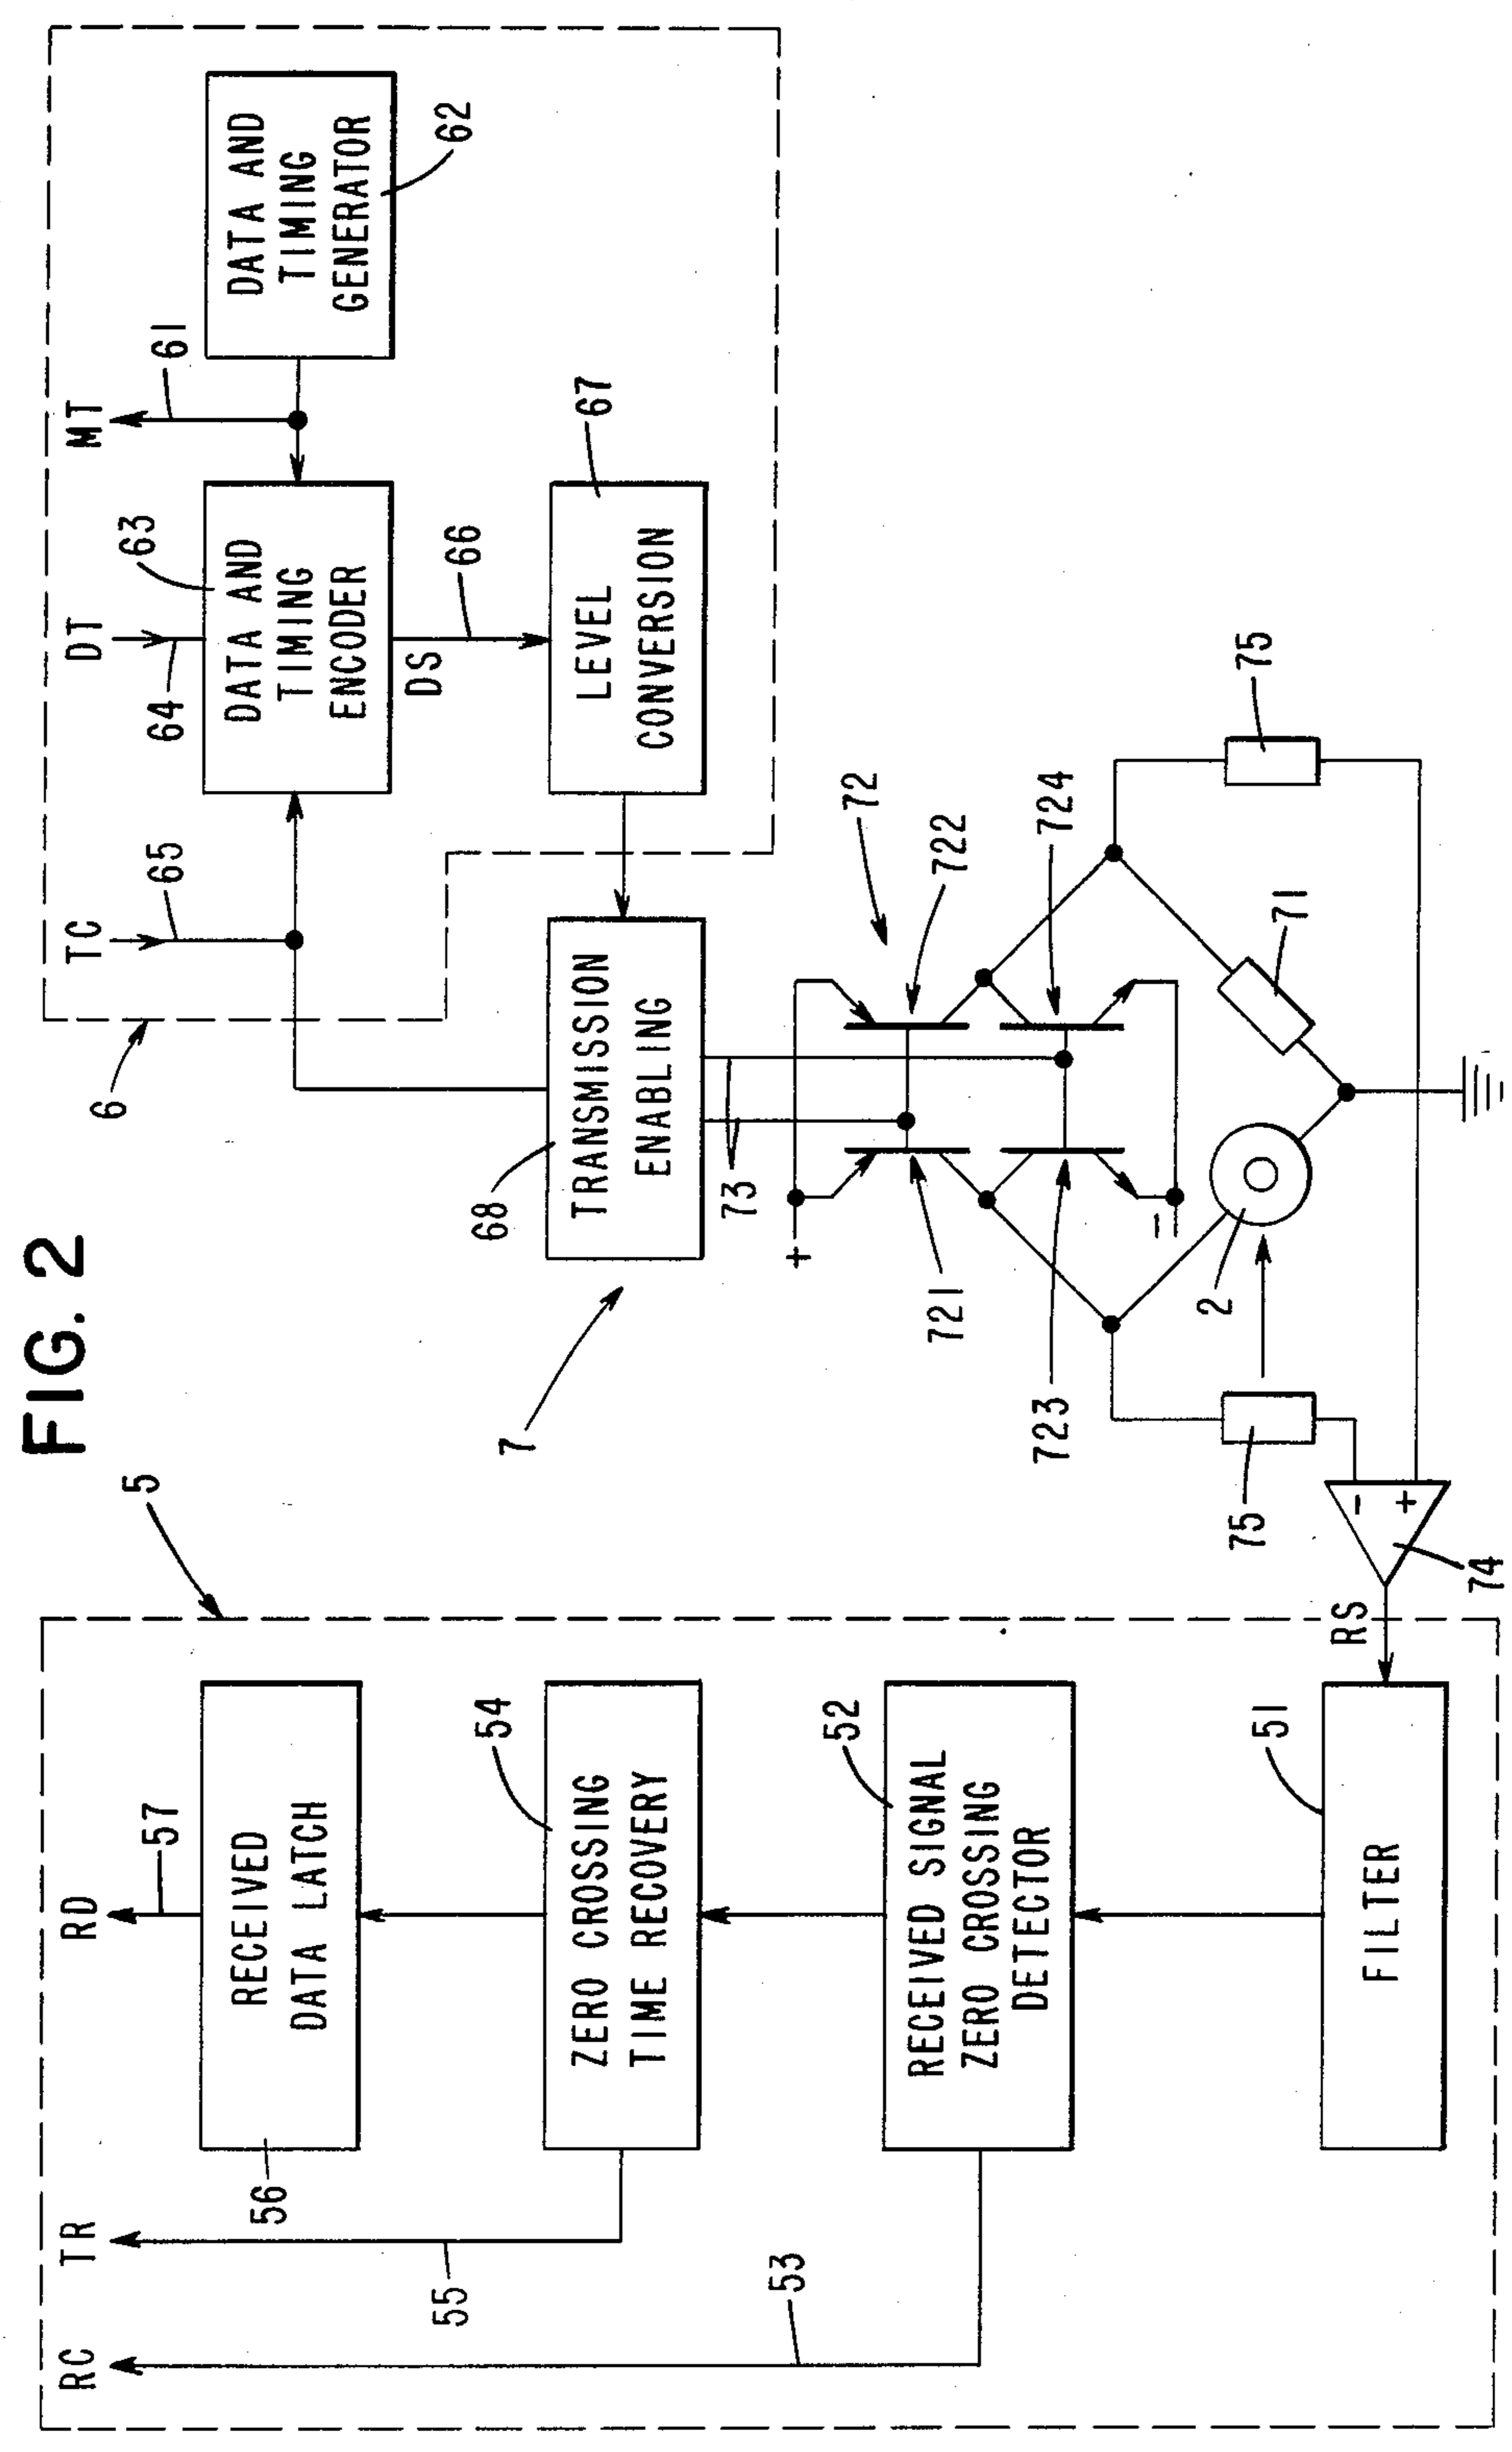 FIG. 2
RC
TR
RD
57
5
55
53
56
RECEIVED
DATA LATCH
54
ZERO CROSSING
TIME RECOVERY
52
RECEIVED SIGNAL
ZERO CROSSING
DETECTOR
51
FILTER
RS
74
-
+
75
6
TC
65
DT
64
63
MT
61
DATA AND
TIMING
ENCODER
DATA AND
TIMING
GENERATOR
62
DS
66
67
LEVEL
CONVERSION
7
68
TRANSMISSION
ENABLING
73
72
+
721
722
723
724
-
2
71
75